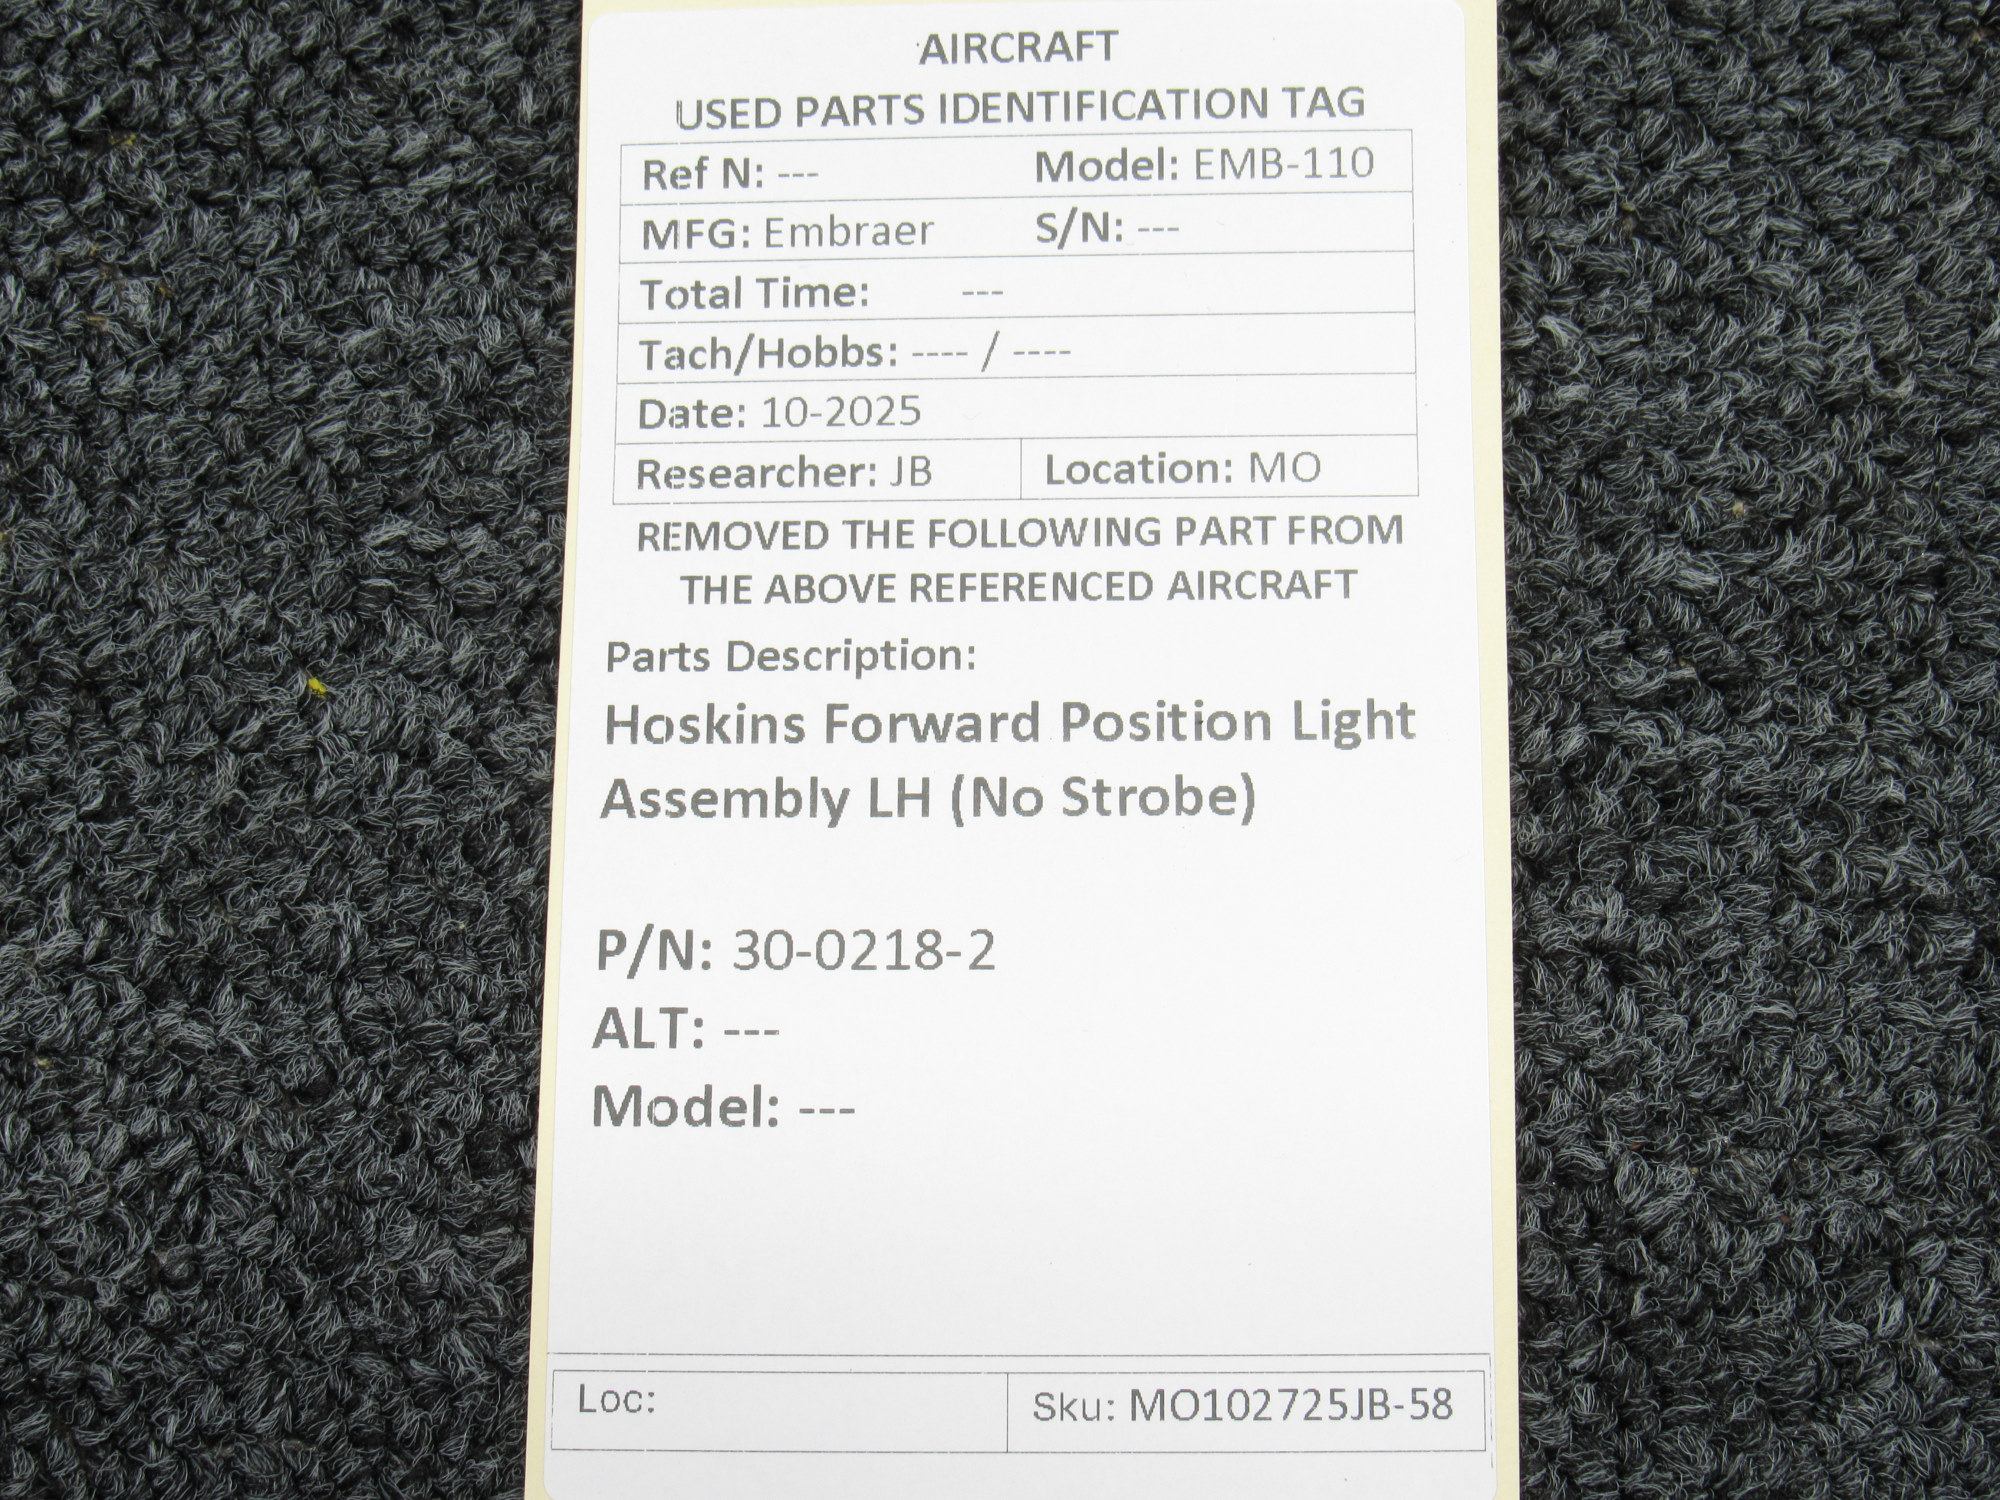 AIRCRAFT
USED PARTS IDENTIFICATION TAG
Ref N: --- Model: EMB-110
MFG: Embraer S/N: ---
Total Time: ---
Tach/Hobbs: ---- / ----
Date: 10-2025
Researcher: JB Location: MO
REMOVED THE FOLLOWING PART FROM
THE ABOVE REFERENCED AIRCRAFT
Parts Description:
Hoskins Forward Position Light
Assembly LH (No Strobe)
P/N: 30-0218-2
ALT: ---
Model: ---
Loc: Sku: MO102725JB-58